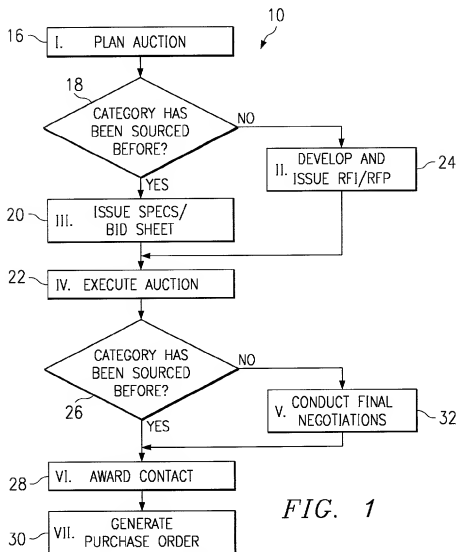 10
16
I. PLAN AUCTION
18
CATEGORY HAS
BEEN SOURCED
BEFORE?
NO
YES
II. DEVELOP AND
ISSUE RFI/RFP
24
20
III. ISSUE SPECS/
BID SHEET
22
IV. EXECUTE AUCTION
CATEGORY HAS
BEEN SOURCED
BEFORE?
NO
26
YES
V. CONDUCT FINAL
NEGOTIATIONS
32
28
VI. AWARD CONTACT
30
VII. GENERATE
PURCHASE ORDER
FIG. 1